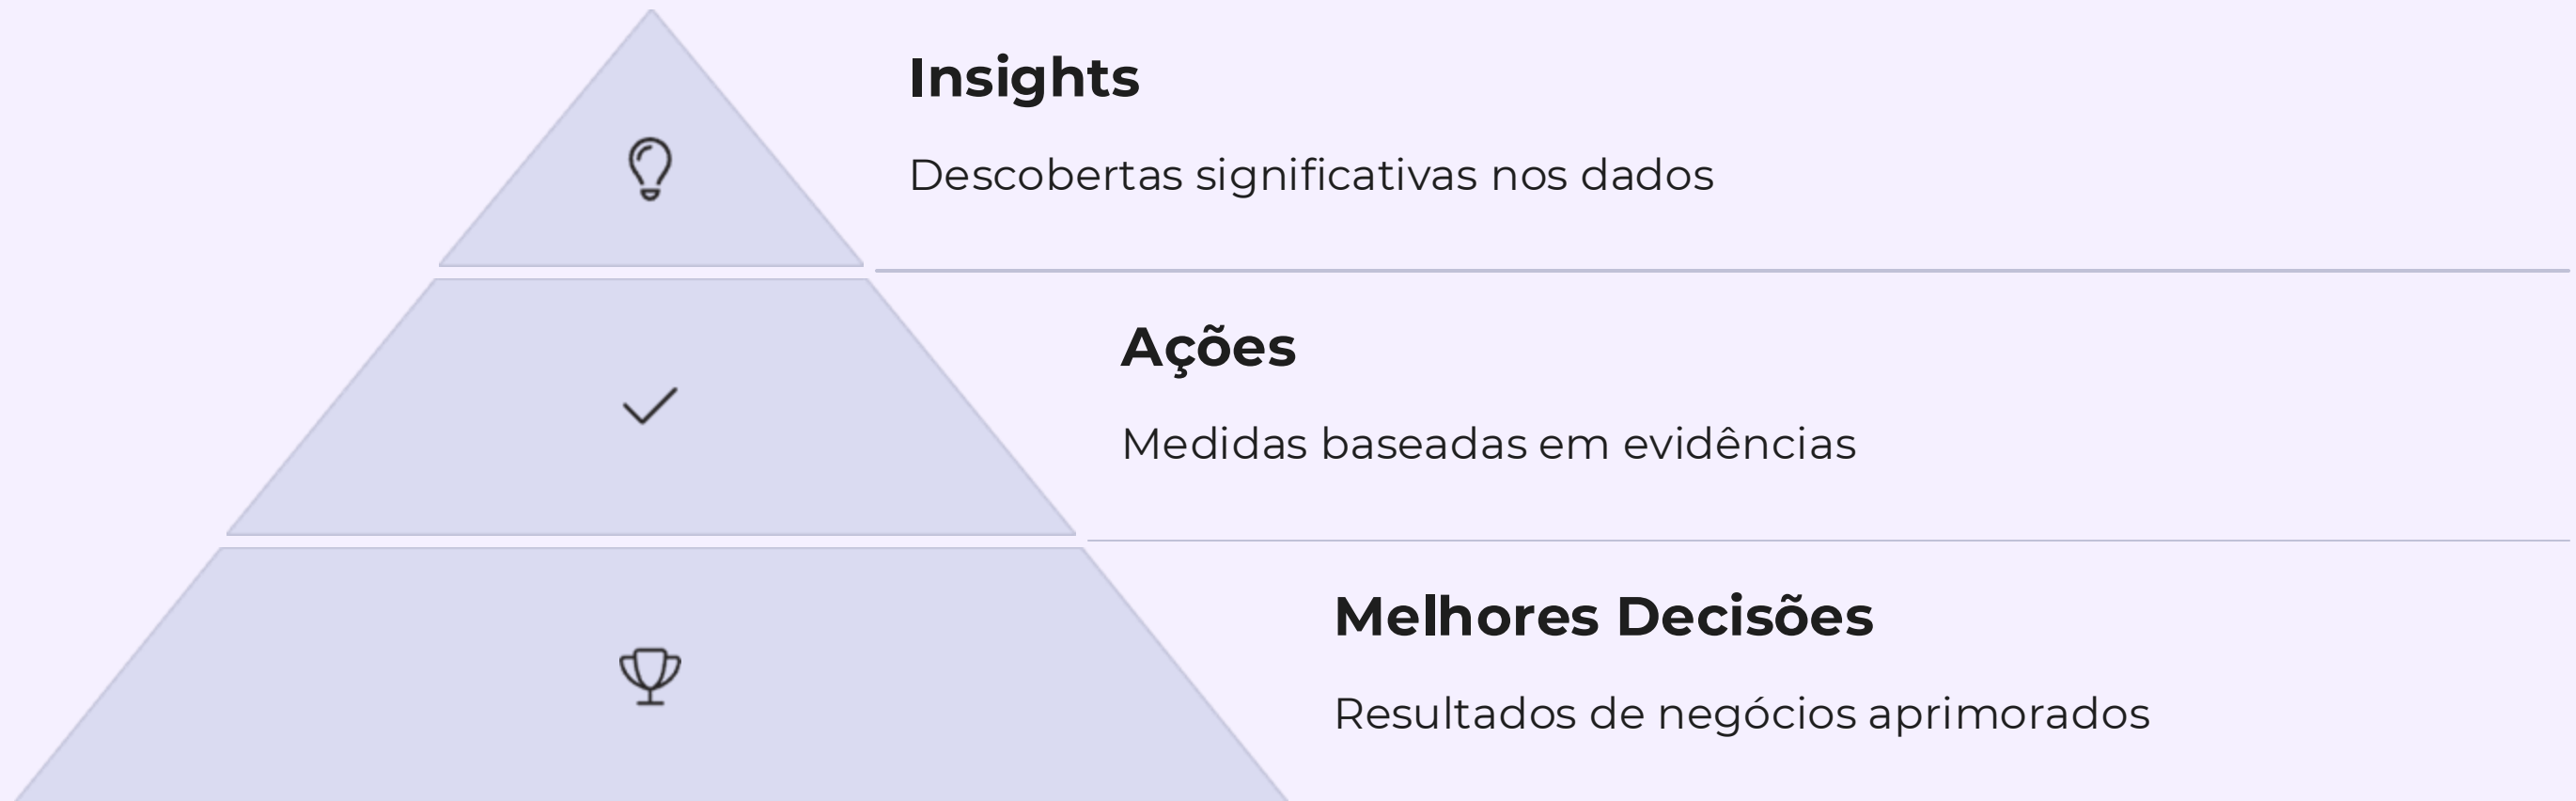 Insights
Descobertas significativas nos dados
Ações
Medidas baseadas em evidências
Melhores Decisões
Resultados de negócios aprimorados